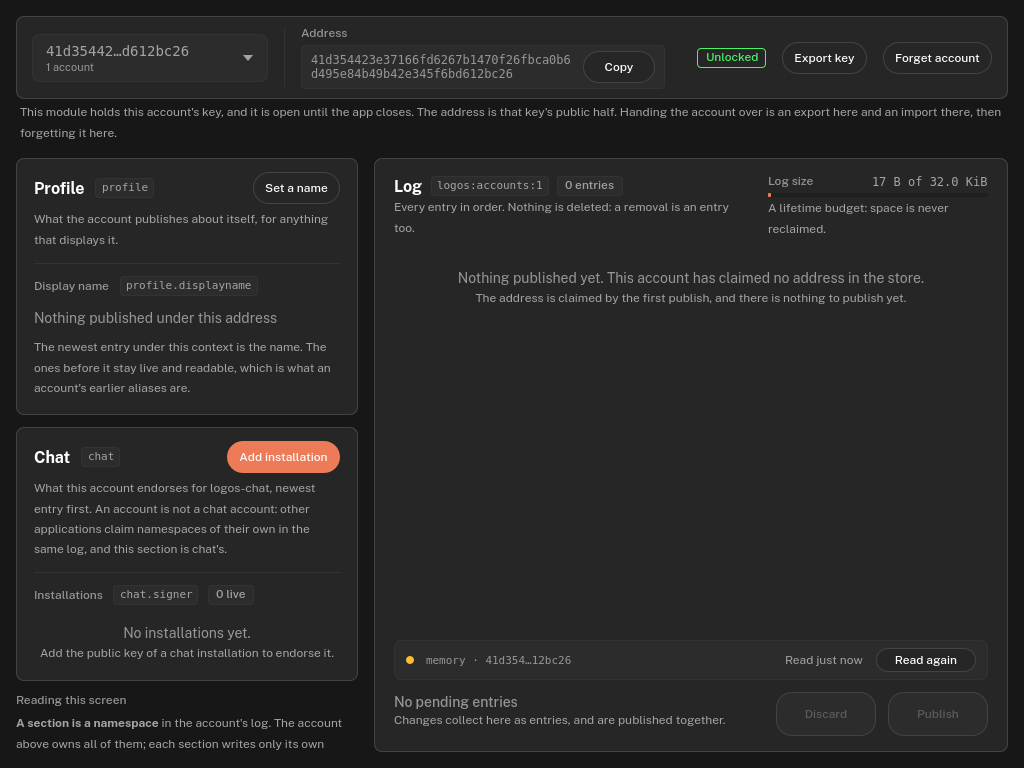 41d35442…d612bc26
1 account
Address
41d354423e37166fd6267b1470f26fbca0b6
d495e84b49b42e345f6bd612bc26
Copy
Unlocked
Export key
Forget account
This module holds this account's key, and it is open until the app closes. The address is that key's public half. Handing the account over is an export here and an import there, then
forgetting it here.
Profile
profile
Set a name
What the account publishes about itself, for anything
that displays it.
Display name
profile.displayname
Nothing published under this address
The newest entry under this context is the name. The
ones before it stay live and readable, which is what an
account's earlier aliases are.
Chat
chat
Add installation
What this account endorses for logos-chat, newest
entry first. An account is not a chat account: other
applications claim namespaces of their own in the
same log, and this section is chat's.
Installations
chat.signer
0 live
No installations yet.
Add the public key of a chat installation to endorse it.
Reading this screen
A section is a namespace in the account's log. The account
above owns all of them; each section writes only its own
Log
logos:accounts:1
0 entries
Every entry in order. Nothing is deleted: a removal is an entry
too.
Log size
17 B of 32.0 KiB
A lifetime budget: space is never
reclaimed.
Nothing published yet. This account has claimed no address in the store.
The address is claimed by the first publish, and there is nothing to publish yet.
memory · 41d354…12bc26
Read just now
Read again
No pending entries
Changes collect here as entries, and are published together.
Discard
Publish